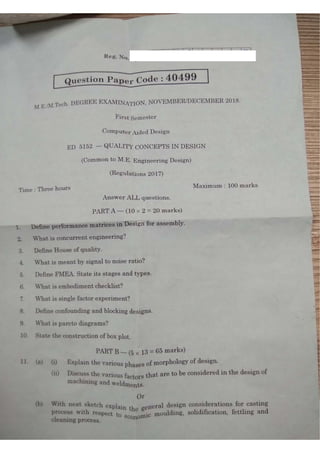 Reg. No.
Question Paper Code : 40499
M.E./M.Tech. DEGREE EXAMINATION, NOVEMBER/DECEMBER 2018.
First Semester
Computer Aided Design
ED 5152 — QUALITY CONCEPTS IN DESIGN
(Common to M.E. Engineering Design)
(Regulations 2017)
Time : Three hours Maximum : 100 marks
Answer ALL questions.
PART A — (10 × 2 = 20 marks)
1. Define performance matrices in Design for assembly.
2. What is concurrent engineering?
3. Define House of quality.
4. What is meant by signal to noise ratio?
5. Define FMEA. State its stages and types.
6. What is embodiment checklist?
7. What is single factor experiment?
8. Define confounding and blocking designs.
9. What is pareto diagrams?
10. State the construction of box plot.
PART B — (5 × 13 = 65 marks)
11. (a) (i) Explain the various phases of morphology of design.
(ii) Discuss the various factors that are to be considered in the design of
machining and weldments.
Or
(b) With neat sketch explain the general design considerations for casting
process with respect to economic moulding, solidification, fettling and
cleaning process.